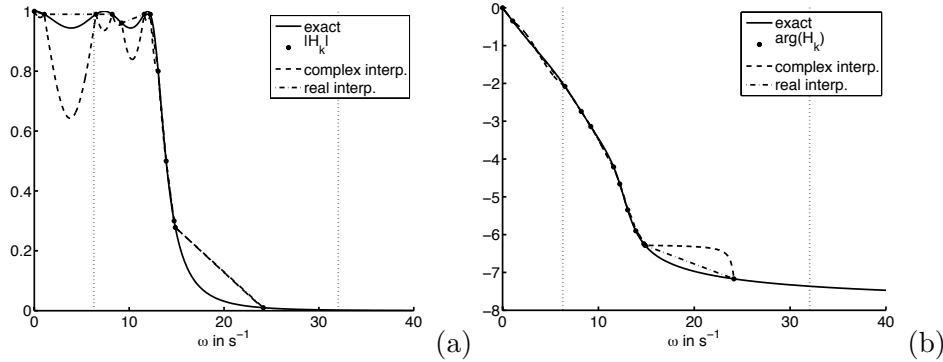 1
0.8
0.6
0.4
0.2
0
0
10
20
30
40
ω in s⁻¹
exact
|H_k|
complex interp.
real interp.
(a)
0
−1
−2
−3
−4
−5
−6
−7
−8
0
10
20
30
40
ω in s⁻¹
exact
arg(H_k)
complex interp.
real interp.
(b)